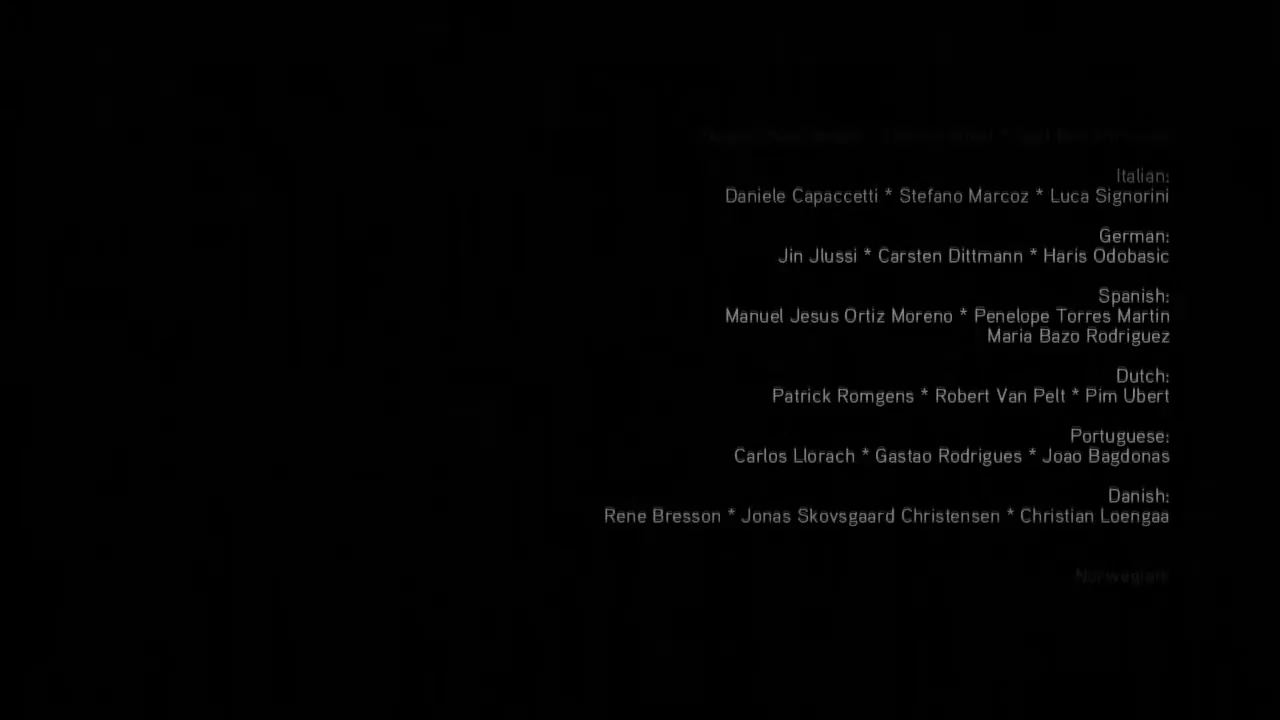 Italian:
Daniele Capaccetti * Stefano Marcoz * Luca Signorini
German:
Jin Jlussi * Carsten Dittmann * Haris Odobasic
Spanish:
Manuel Jesus Ortiz Moreno * Penelope Torres Martin
Maria Bazo Rodriguez
Dutch:
Patrick Romgens * Robert Van Pelt * Pim Ubert
Portuguese:
Carlos Llorach * Gastao Rodrigues * Joao Bagdonas
Danish:
Rene Bresson * Jonas Skovsgaard Christensen * Christian Loengaa
Norwegian: